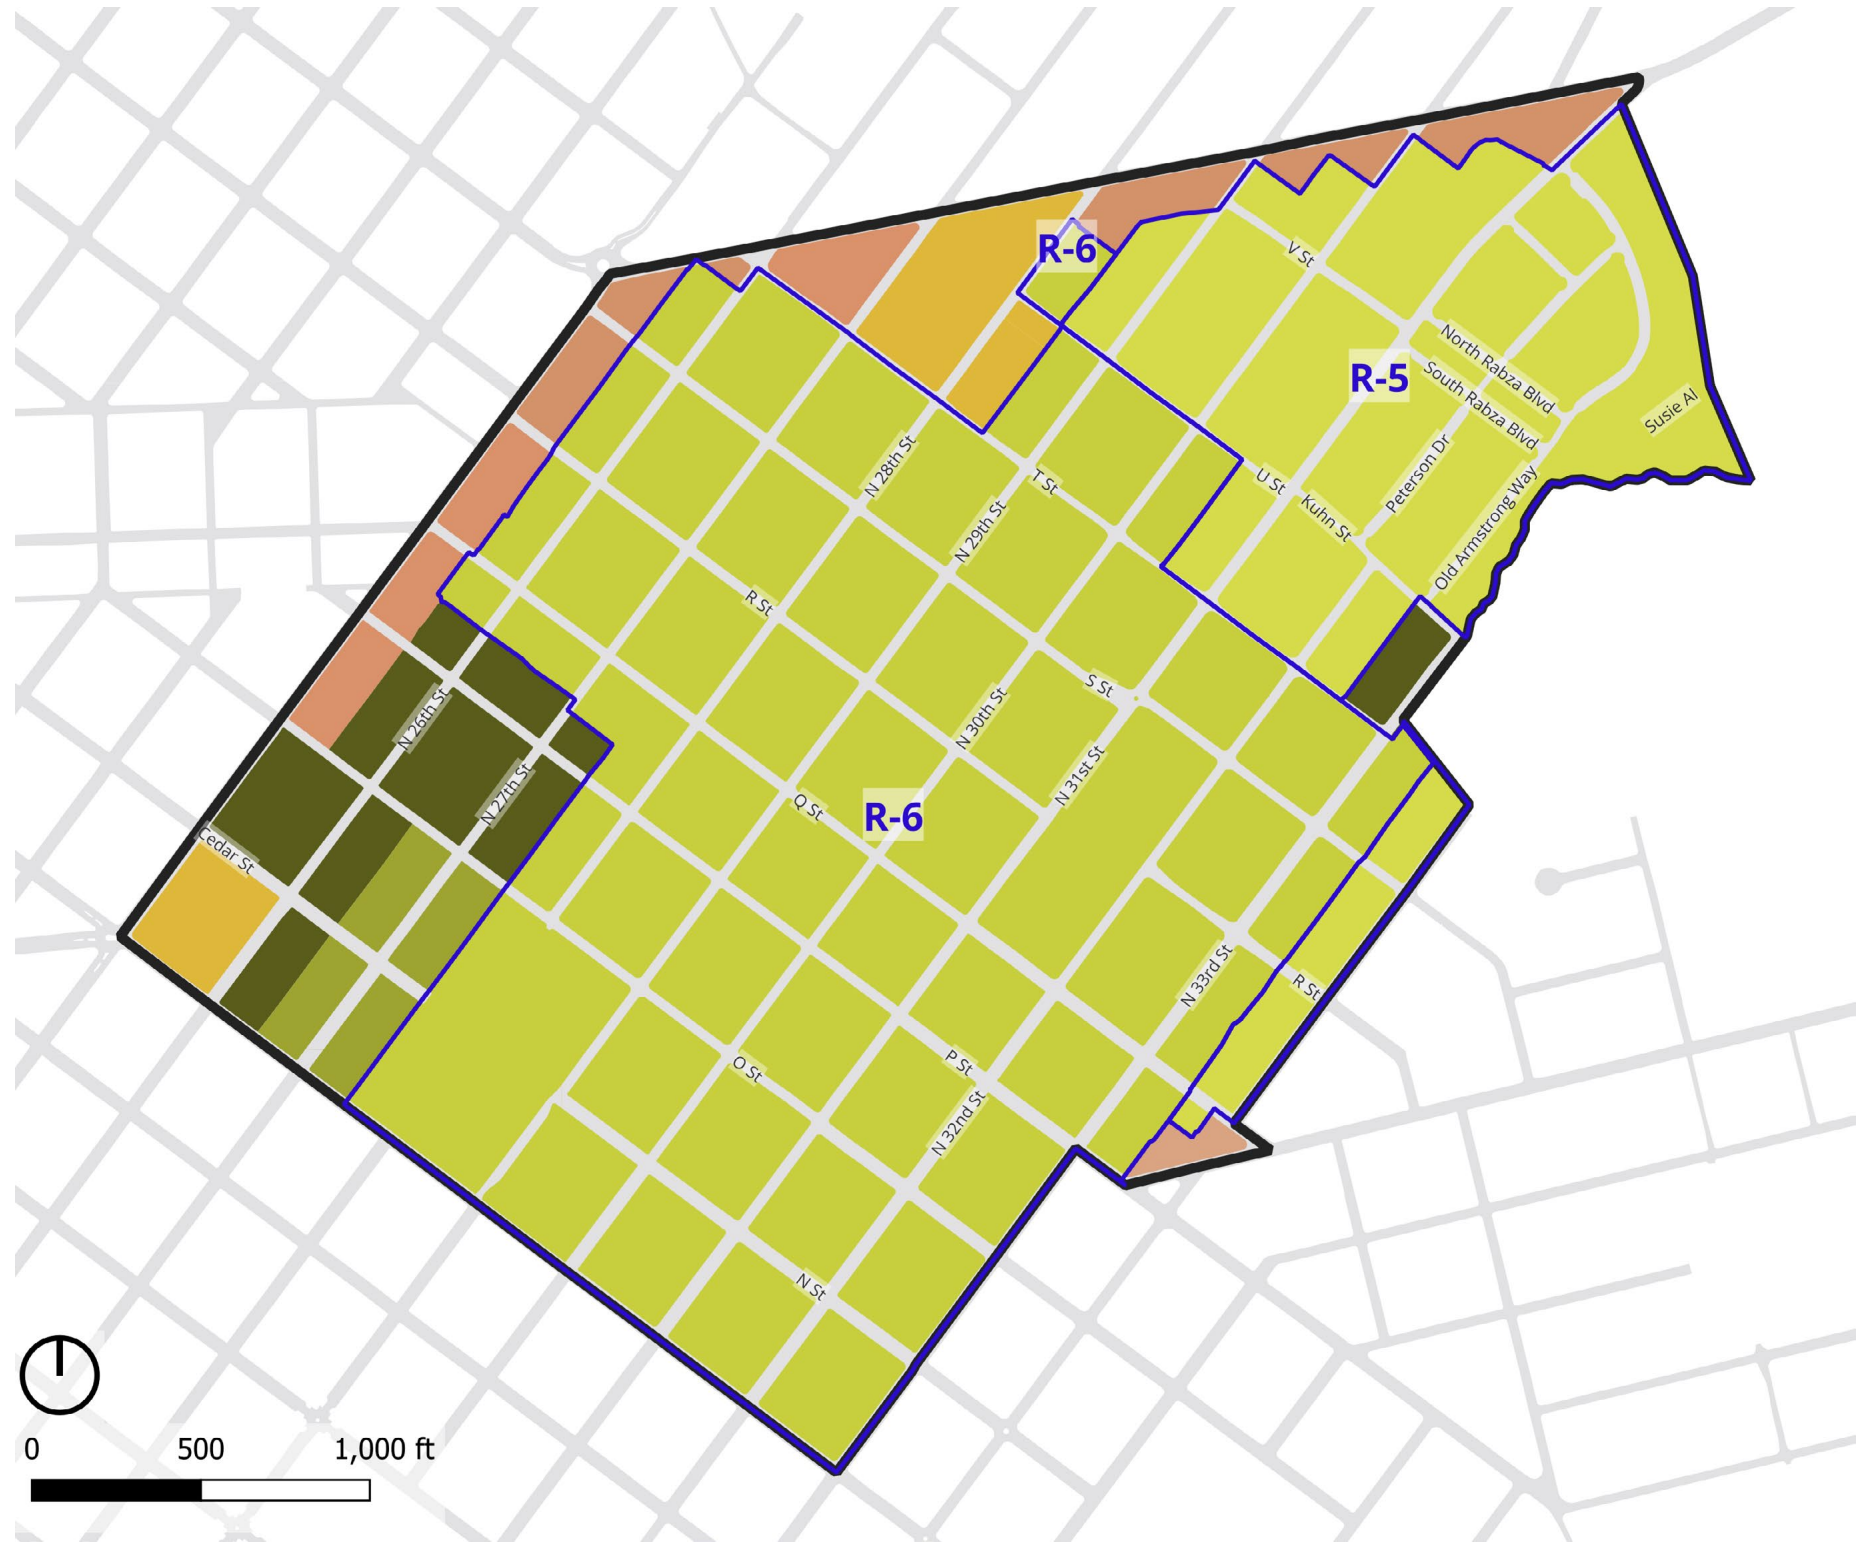 R-6
V St
R-5
North Rabza Blvd
South Rabza Blvd
Susie Al
N 28th St
T St
U St
Peterson Dr
Kuhn St
N 29th St
Old Armstrong Way
R St
S St
N 26th St
N 30th St
N 31st St
N 27th St
Q St
R-6
Cedar St
N 33rd St
R St
P St
O St
N 32nd St
N St
0 500 1,000 ft